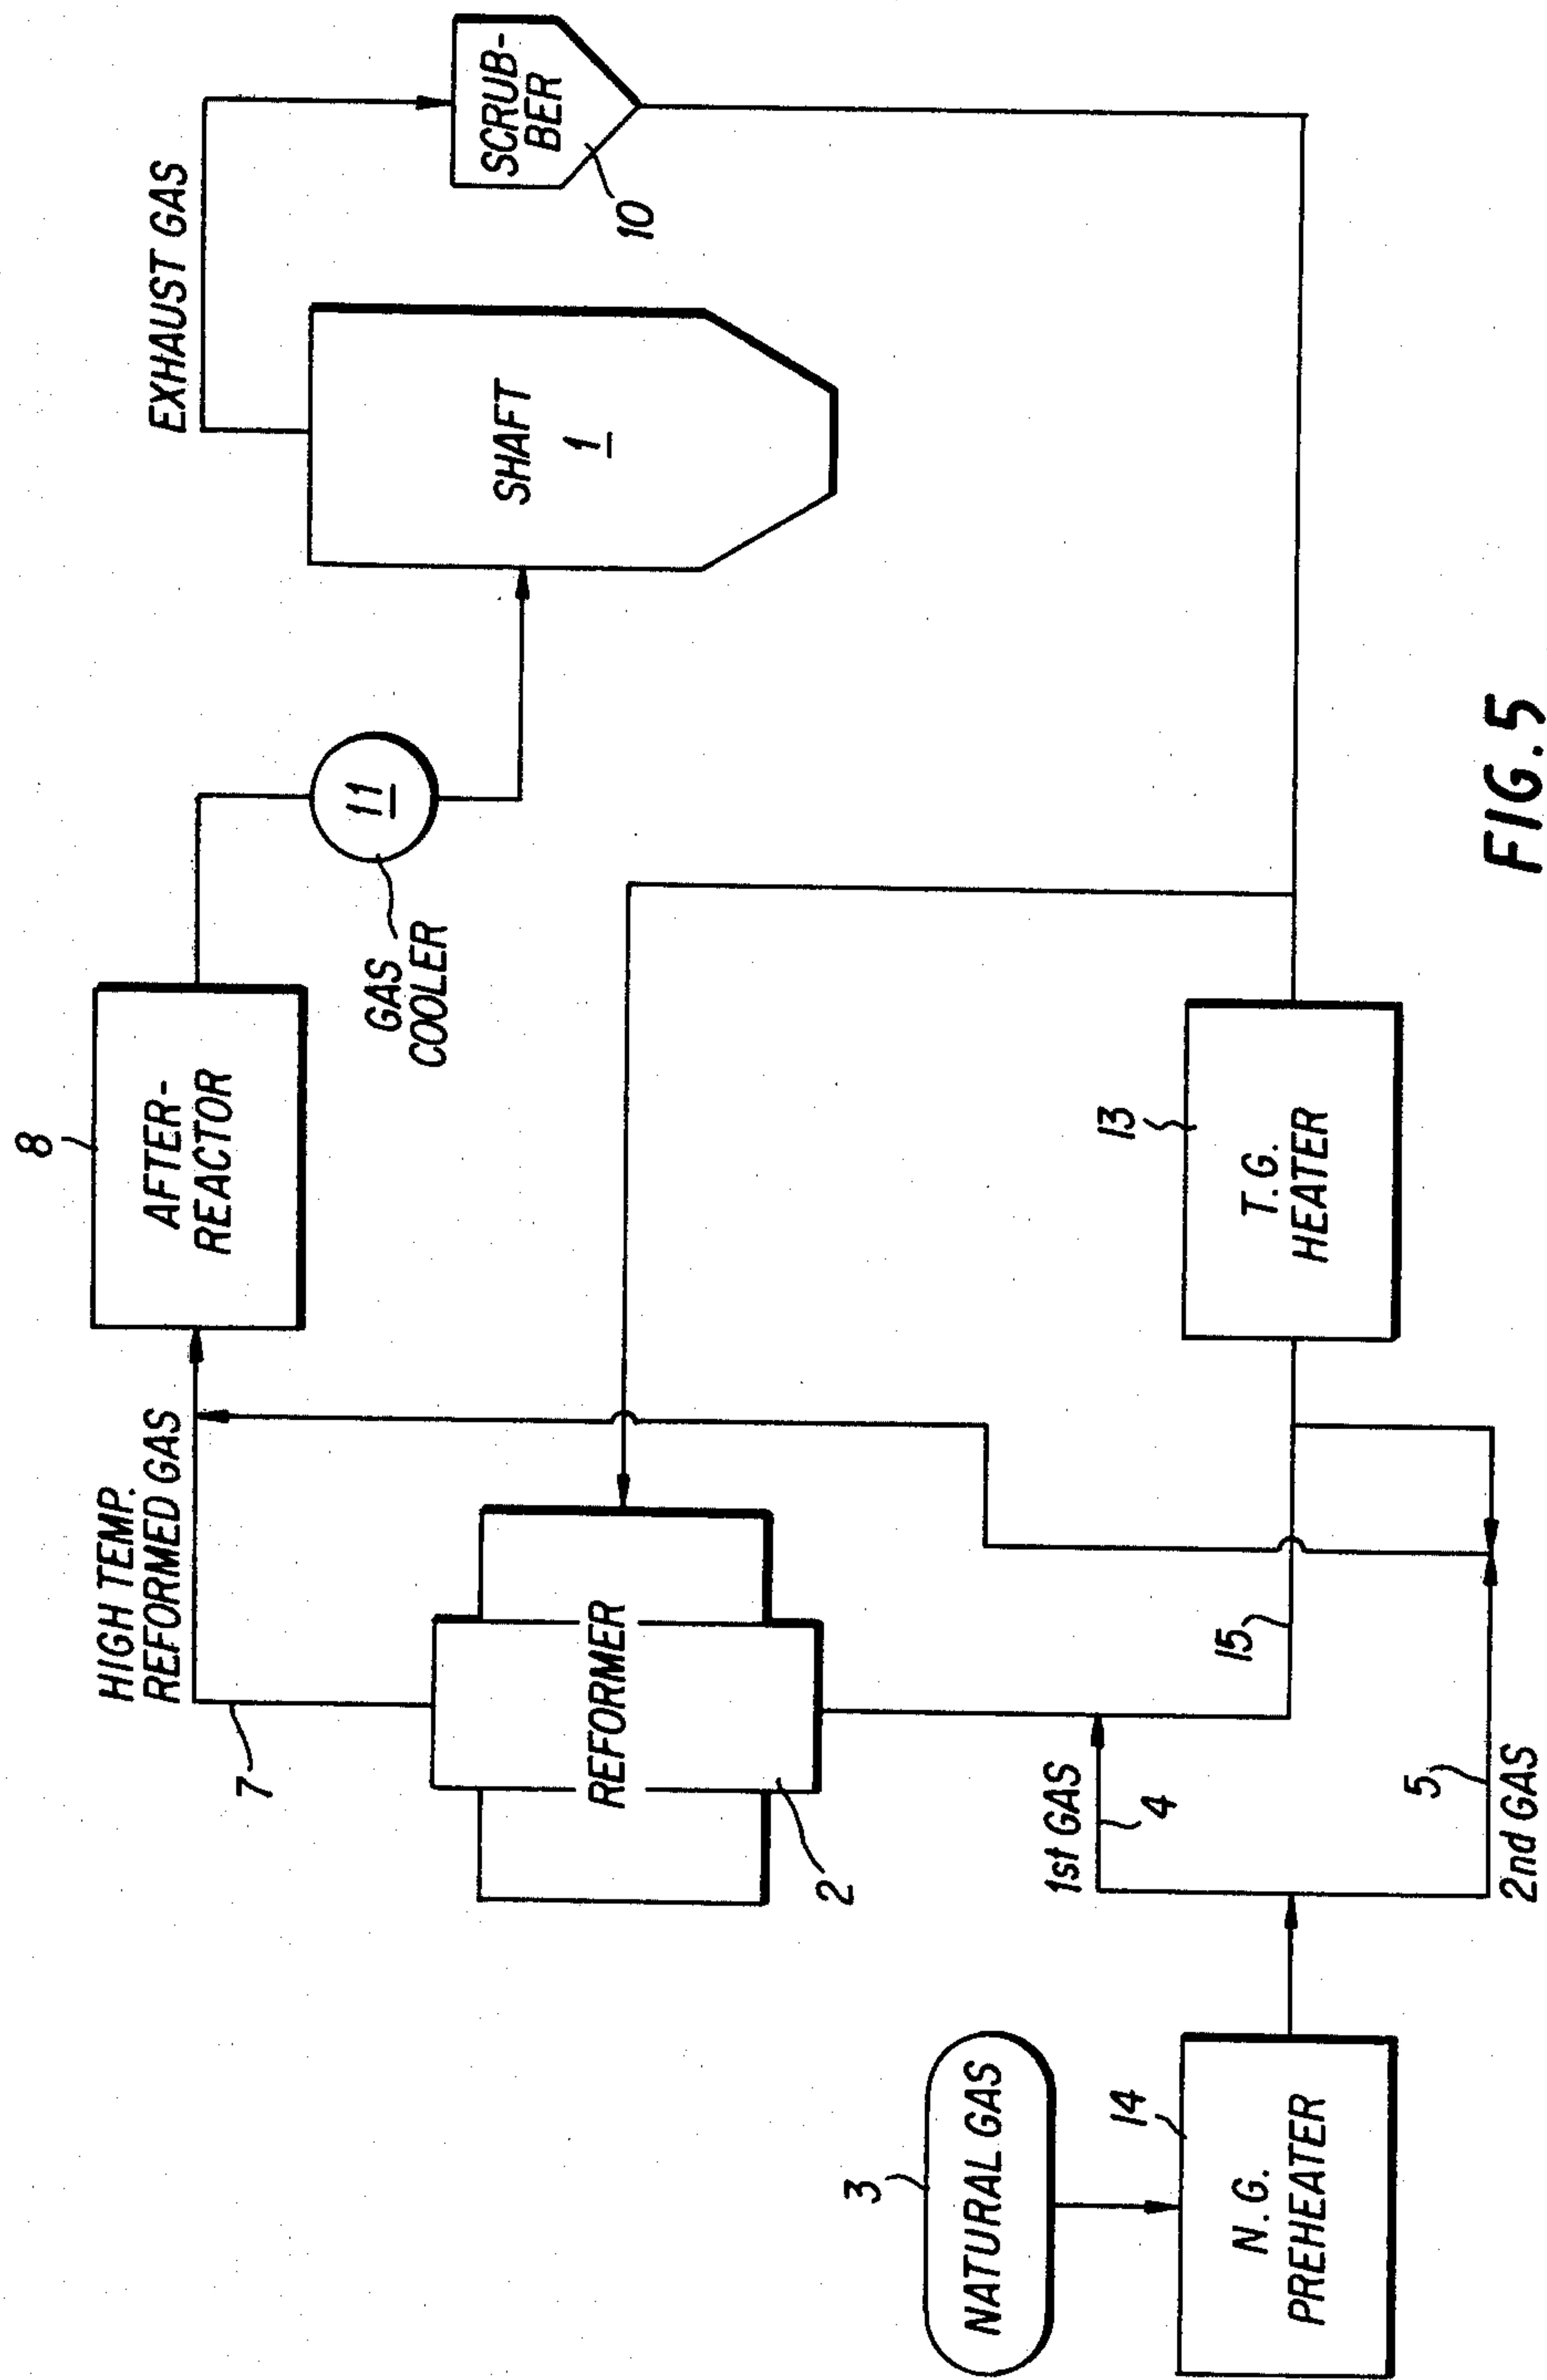 EXHAUST GAS
SCRUB-
BER
10
SHAFT
1
11
GAS
COOLER
8
AFTER-
REACTOR
HIGH TEMP.
REFORMED GAS
7
REFORMER
2
13
T.G.
HEATER
15
1st GAS
4
5
2nd GAS
3
NATURAL GAS
14
N.G.
PREHEATER
FIG. 5